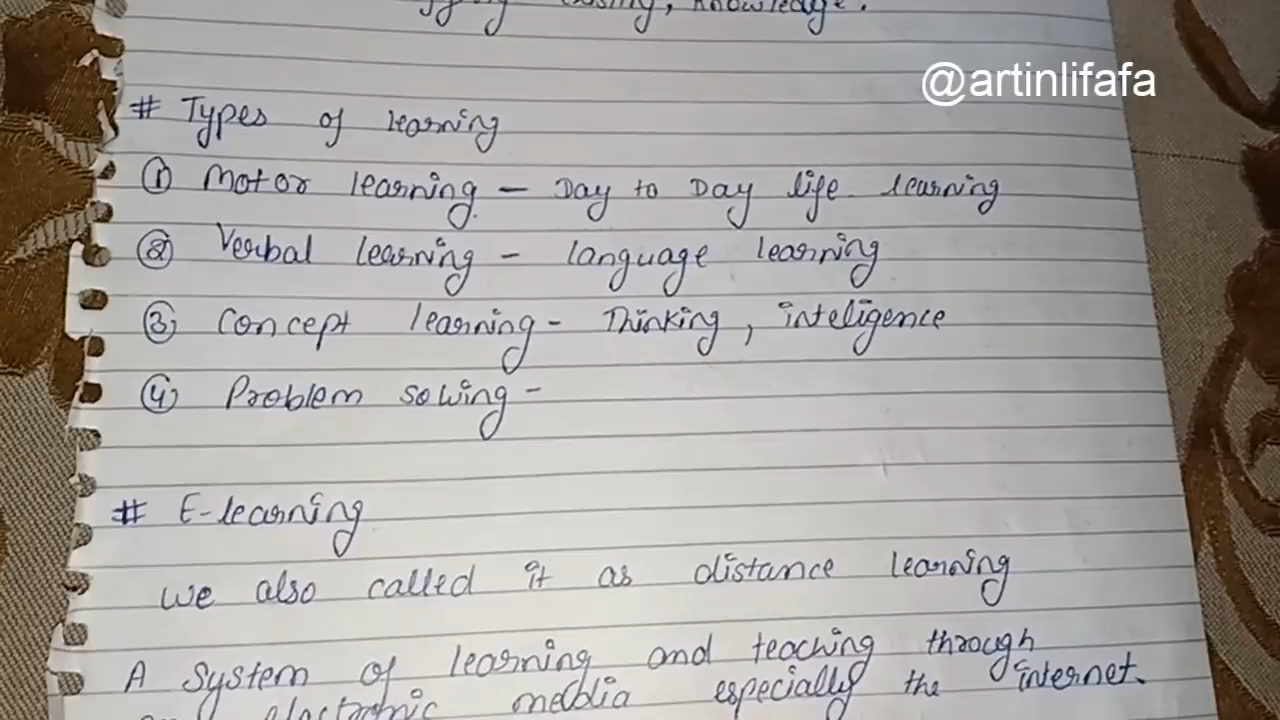 knowledge.
@artinlifafa
# Types of learning
① Motor learning - Day to Day life learning
② Verbal learning - language learning
③ Concept learning - Thinking, inteligence
④ Problem solving -
# E-learning
We also called it as distance learning
A System of learning and teaching through
electronic media especially the internet.